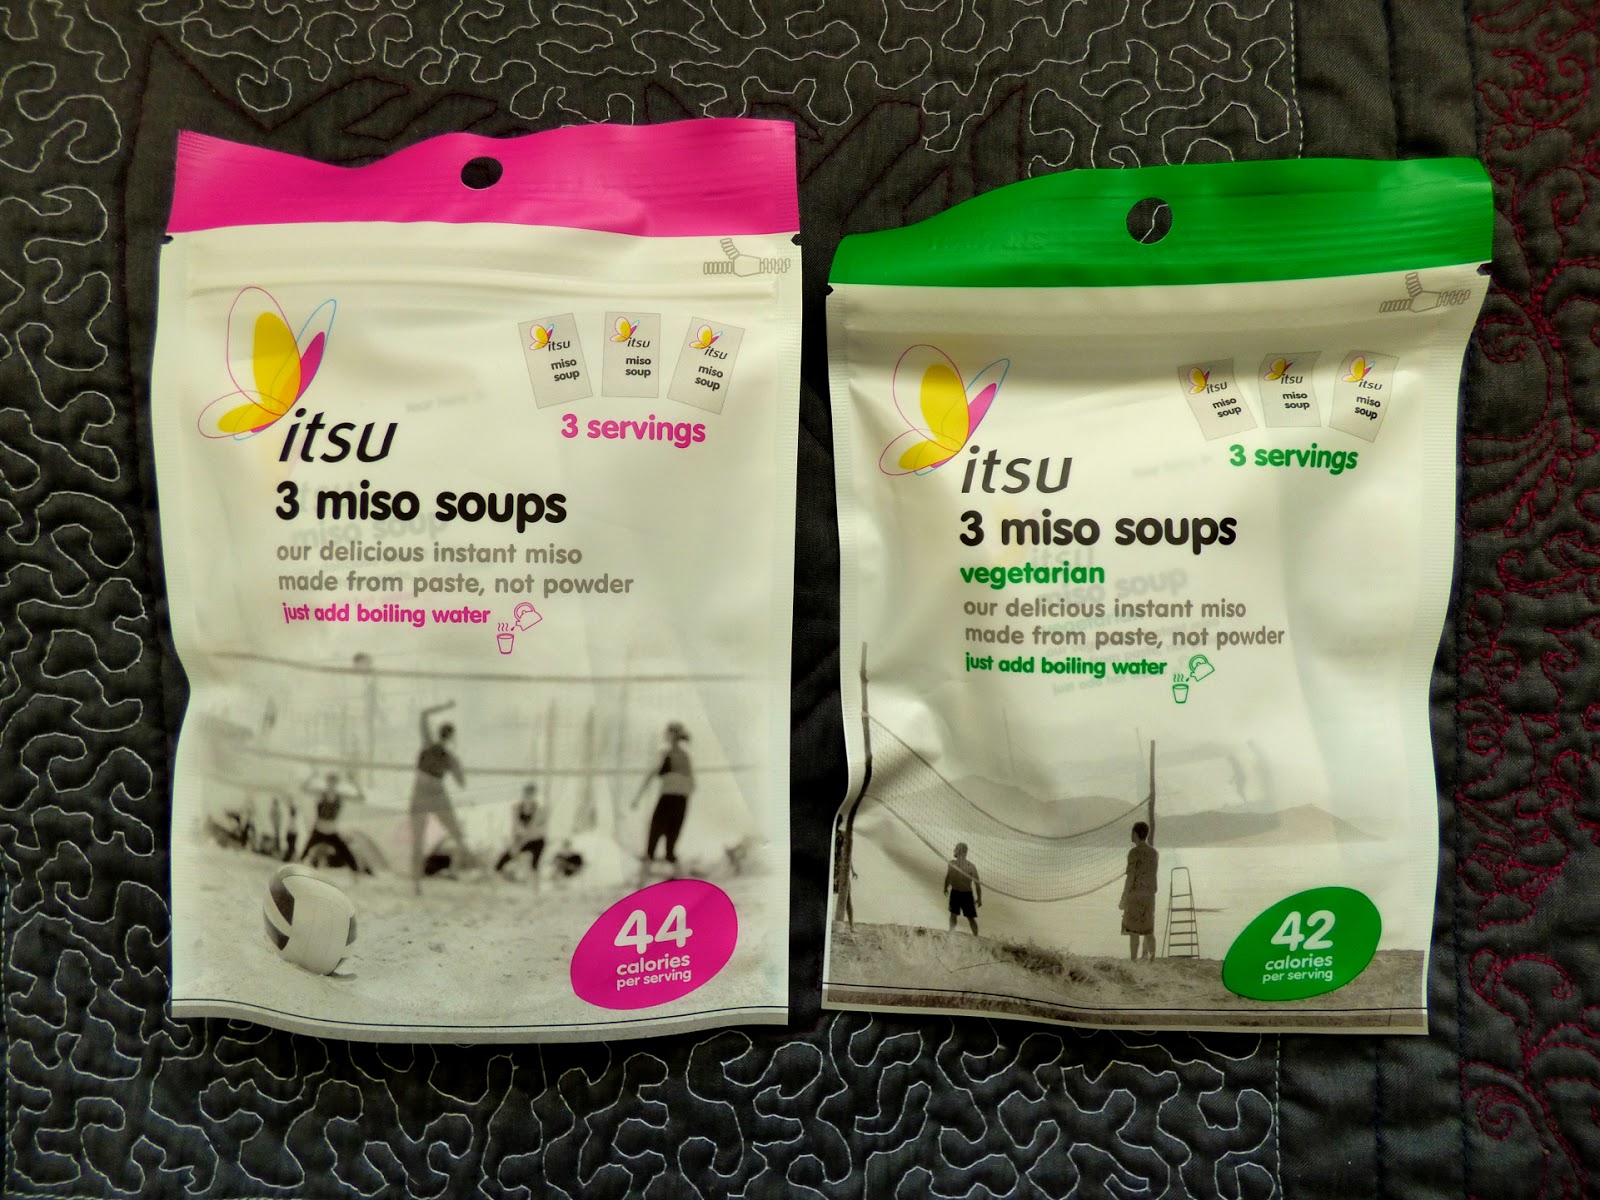 itsu
miso
soup
itsu
miso
soup
itsu
miso
soup
3 servings
itsu
3 miso soups
our delicious instant miso
made from paste, not powder
just add boiling water
44
calories
per serving
itsu
miso
soup
itsu
miso
soup
itsu
miso
soup
3 servings
itsu
3 miso soups
vegetarian
our delicious instant miso
made from paste, not powder
just add boiling water
42
calories
per serving